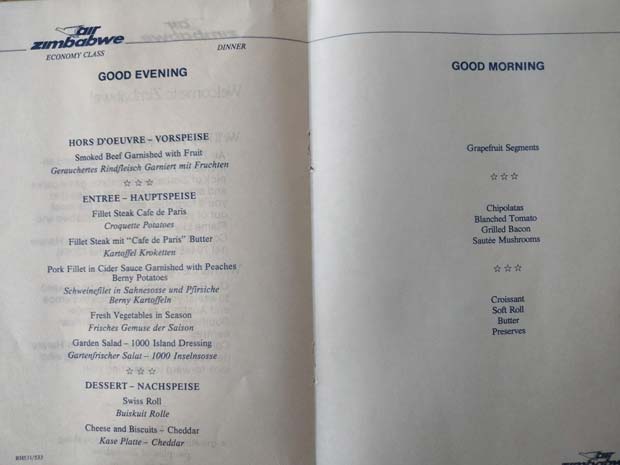 air
zimbabwe
ECONOMY CLASS
DINNER
GOOD EVENING
HORS D'OEUVRE – VORSPEISE
Smoked Beef Garnished with Fruit
Gerauchertes Rindfleisch Garniert mit Fruchten
☆ ☆ ☆
ENTREE – HAUPTSPEISE
Fillet Steak Cafe de Paris
Croquette Potatoes
Fillet Steak mit "Cafe de Paris" Butter
Kartoffel Kroketten
Pork Fillet in Cider Sauce Garnished with Peaches
Berny Potatoes
Schweinefilet in Sahnesosse und Pfirsiche
Berny Kartoffeln
Fresh Vegetables in Season
Frisches Gemuse der Saison
Garden Salad – 1000 Island Dressing
Gartenfrischer Salat – 1000 Inselnsosse
☆ ☆ ☆
DESSERT – NACHSPEISE
Swiss Roll
Buiskuit Rolle
Cheese and Biscuits – Cheddar
Kase Platte – Cheddar
GOOD MORNING
Grapefruit Segments
☆ ☆ ☆
Chipolatas
Blanched Tomato
Grilled Bacon
Sautée Mushrooms
☆ ☆ ☆
Croissant
Soft Roll
Butter
Preserves
air
zimbabwe